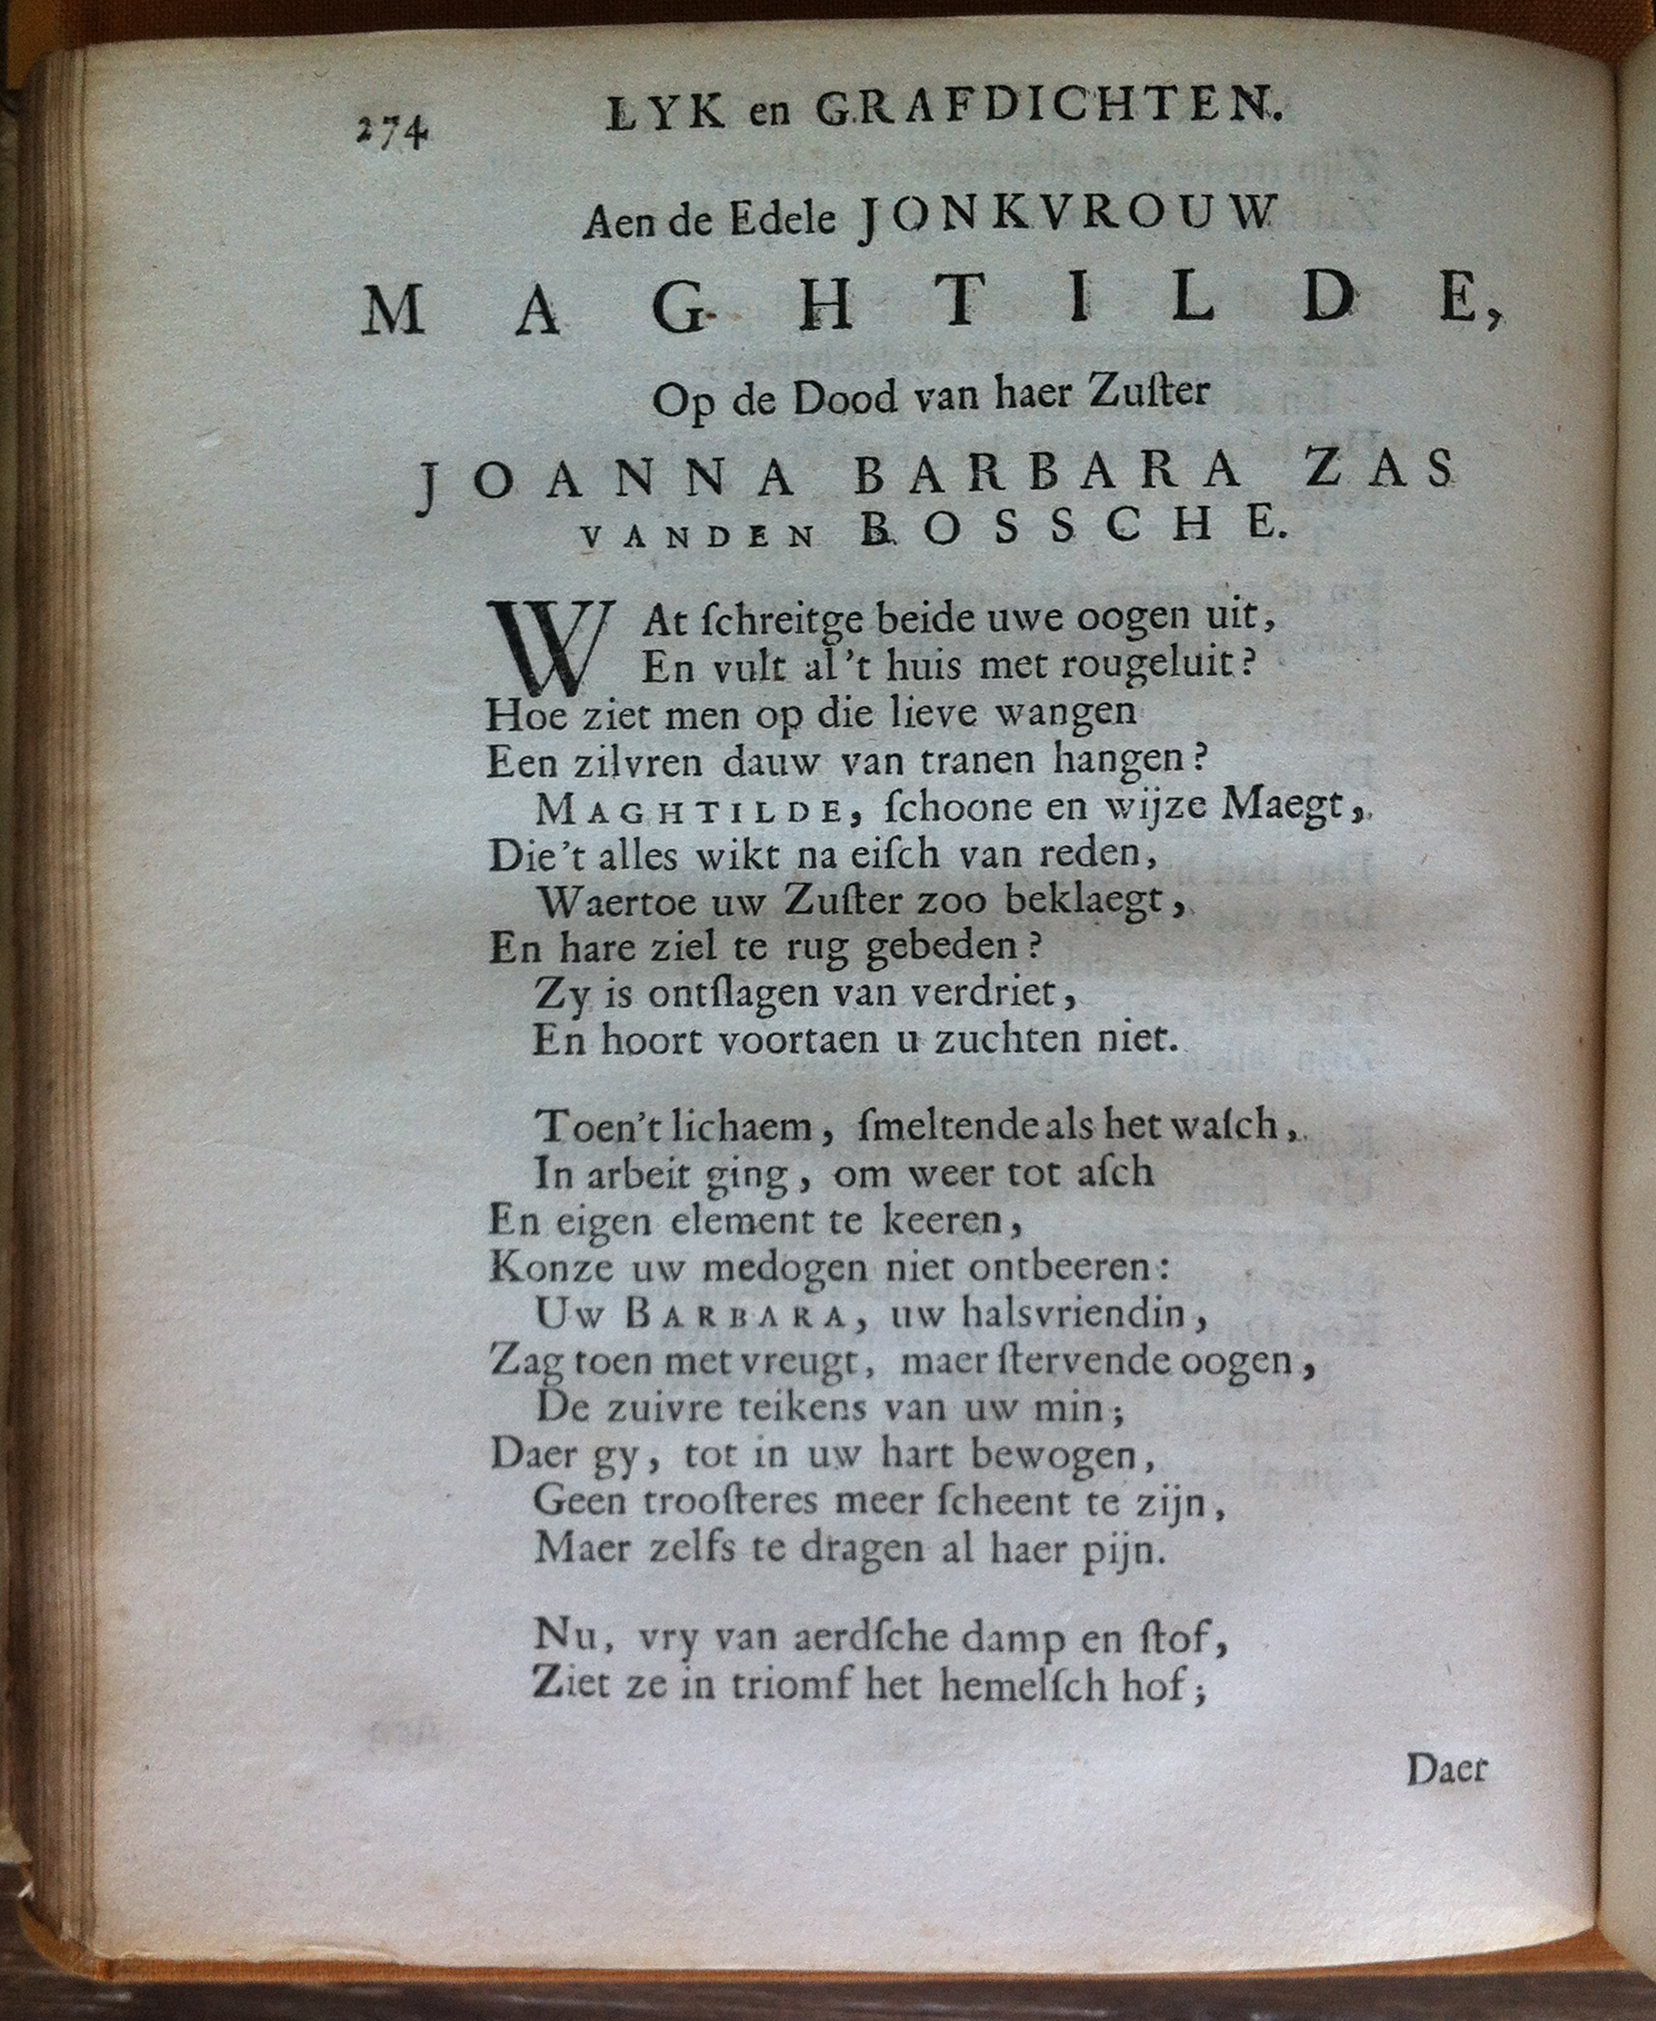 274 LYK en GRAFDICHTEN.
Aen de Edele JONKVROUW
MAGHTILDE,
Op de Dood van haer Zuſter
JOANNA BARBARA ZAS
VANDEN BOSSCHE.
WAt ſchreitge beide uwe oogen uit,
En vult al't huis met rougeluit?
Hoe ziet men op die lieve wangen
Een zilvren dauw van tranen hangen?
MAGHTILDE, ſchoone en wijze Maegt,
Die't alles wikt na eiſch van reden,
Waertoe uw Zuſter zoo beklaegt,
En hare ziel te rug gebeden?
Zy is ontſlagen van verdriet,
En hoort voortaen u zuchten niet.
Toen't lichaem, ſmeltende als het waſch,
In arbeit ging, om weer tot aſch
En eigen element te keeren,
Konze uw medogen niet ontbeeren:
Uw BARBARA, uw halsvriendin,
Zag toen met vreugt, maer ſtervende oogen,
De zuivre teikens van uw min;
Daer gy, tot in uw hart bewogen,
Geen trooſteres meer ſcheent te zijn,
Maer zelfs te dragen al haer pijn.
Nu, vry van aerdſche damp en ſtof,
Ziet ze in triomf het hemelſch hof;
Daer